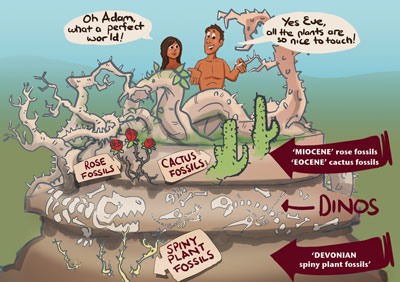 Oh Adam,
what a perfect
world!
Yes Eve,
all the plants are
so nice to touch!
ROSE
FOSSILS
CACTUS
FOSSILS
'MIOCENE' rose fossils
'EOCENE' cactus fossils
DINOS
SPINY
PLANT
FOSSILS
'DEVONIAN
spiny plant fossils'